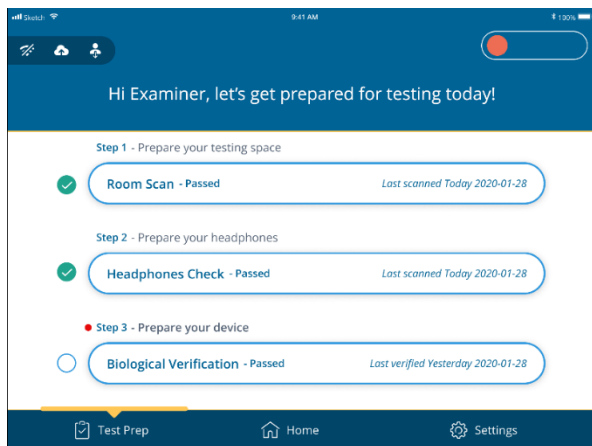 Sketch 9:41 AM 100%
Hi Examiner, let's get prepared for testing today!
Step 1 - Prepare your testing space
Room Scan - Passed Last scanned Today 2020-01-28
Step 2 - Prepare your headphones
Headphones Check - Passed Last scanned Today 2020-01-28
Step 3 - Prepare your device
Biological Verification - Passed Last verified Yesterday 2020-01-28
Test Prep Home Settings